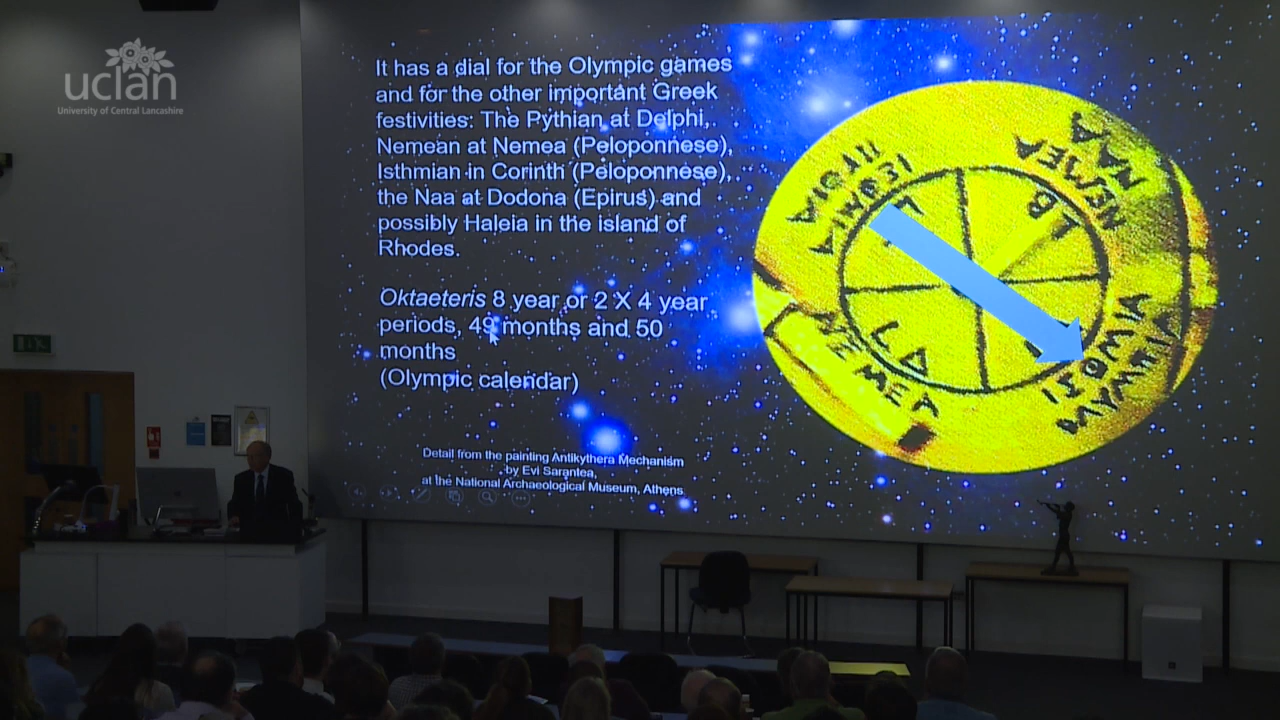 uclan
University of Central Lancashire
It has a dial for the Olympic games
and for the other important Greek
festivities: The Pythian at Delphi,
Nemean at Nemea (Peloponnese),
Isthmian in Corinth (Peloponnese),
the Naa at Dodona (Epirus) and
possibly Haleia in the island of
Rhodes.
Oktaeteris 8 year or 2 X 4 year
periods, 49 months and 50
months
(Olympic calendar)
Detail from the painting Antikythera Mechanism
by Evi Sarantea,
at the National Archaeological Museum, Athens
ΙΣΘΜΙΑ
ΠΥΘΙΑ
ΝΕΜΕΑ
ΝΑΑ
Β
ΝΕΜΕΑ
ΟΛΥΜΠΙΑ